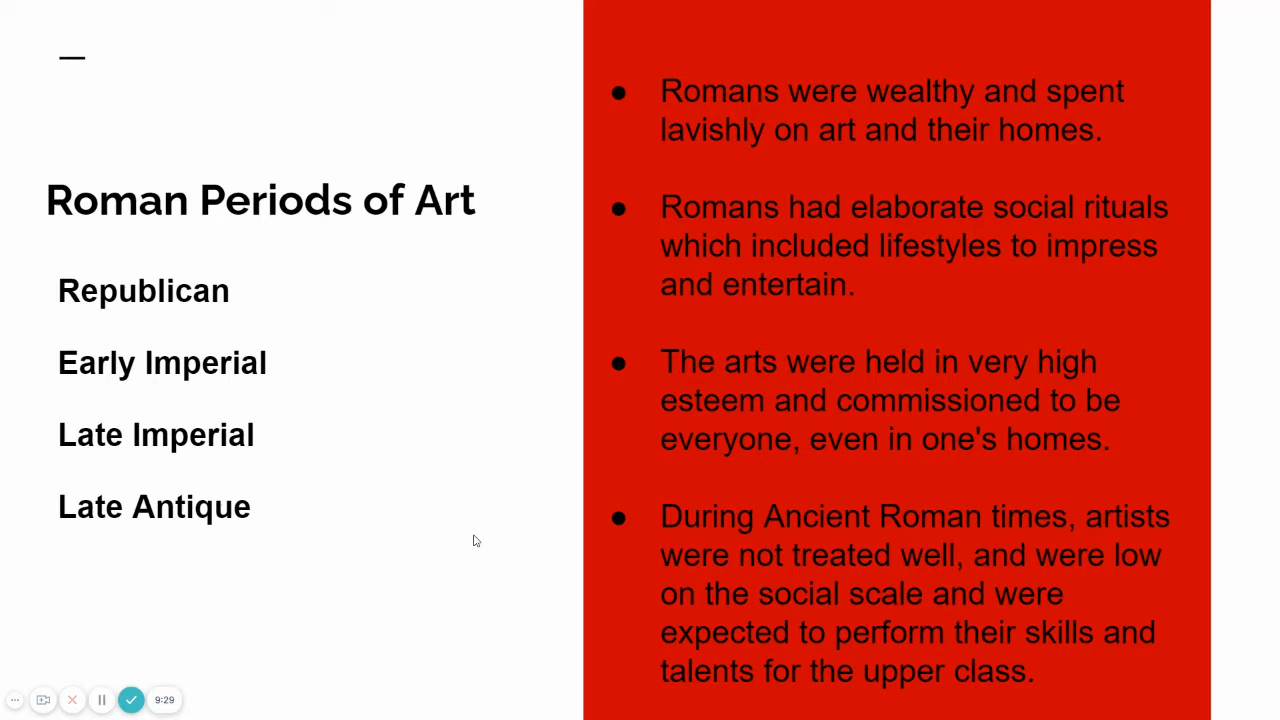 Roman Periods of Art
Republican
Early Imperial
Late Imperial
Late Antique
● Romans were wealthy and spent
lavishly on art and their homes.
● Romans had elaborate social rituals
which included lifestyles to impress
and entertain.
● The arts were held in very high
esteem and commissioned to be
everyone, even in one's homes.
● During Ancient Roman times, artists
were not treated well, and were low
on the social scale and were
expected to perform their skills and
talents for the upper class.
9:29